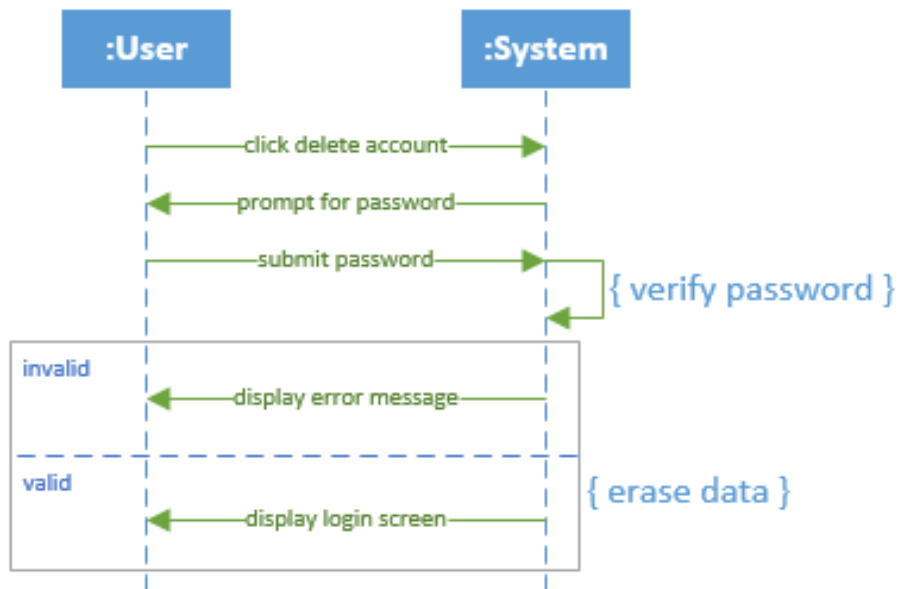 :User
:System
click delete account
prompt for password
submit password
{ verify password }
invalid
display error message
valid
{ erase data }
display login screen